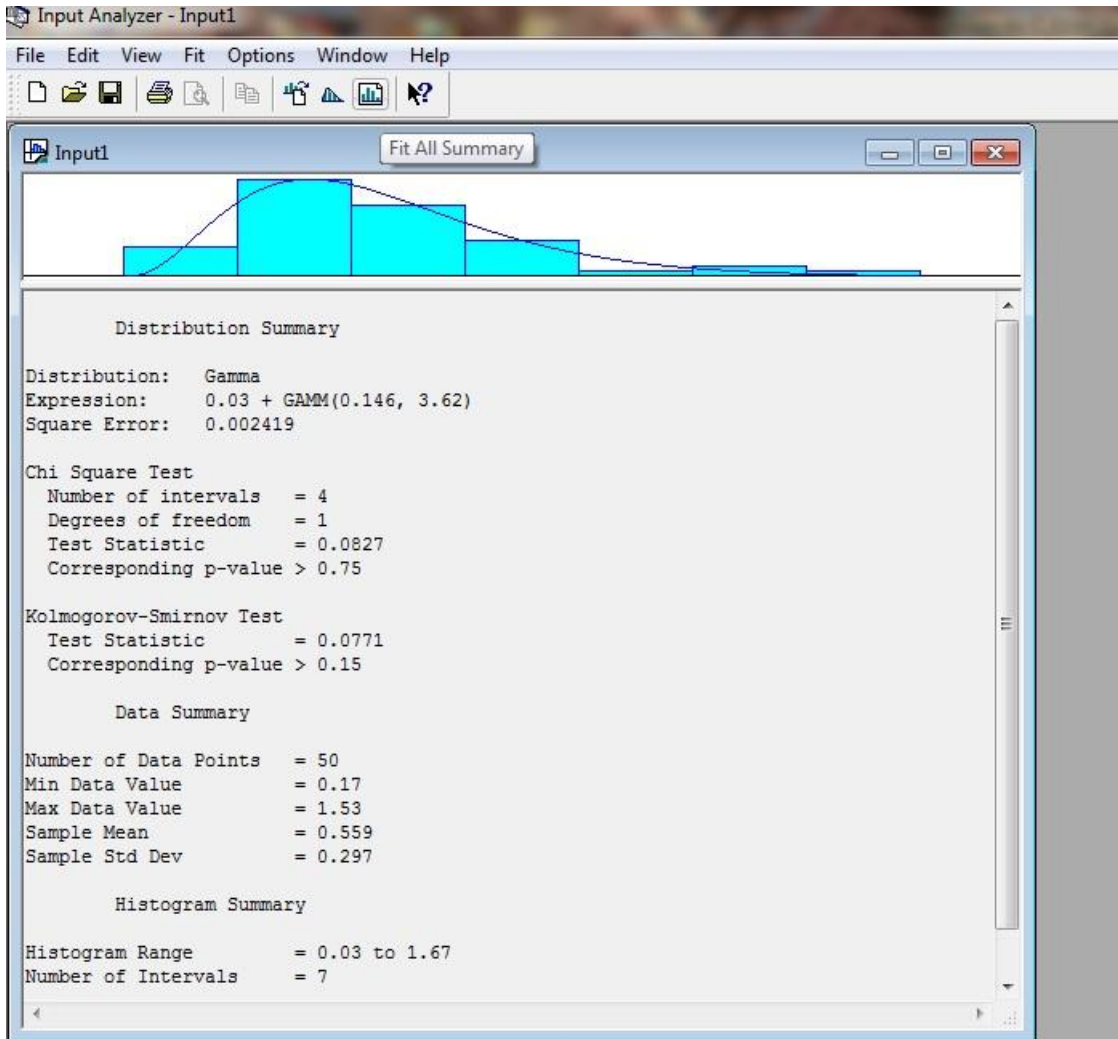 Input Analyzer - Input1
File Edit View Fit Options Window Help
Input1
Fit All Summary
Distribution Summary
Distribution: Gamma
Expression: 0.03 + GAMM(0.146, 3.62)
Square Error: 0.002419
Chi Square Test
Number of intervals = 4
Degrees of freedom = 1
Test Statistic = 0.0827
Corresponding p-value > 0.75
Kolmogorov-Smirnov Test
Test Statistic = 0.0771
Corresponding p-value > 0.15
Data Summary
Number of Data Points = 50
Min Data Value = 0.17
Max Data Value = 1.53
Sample Mean = 0.559
Sample Std Dev = 0.297
Histogram Summary
Histogram Range = 0.03 to 1.67
Number of Intervals = 7